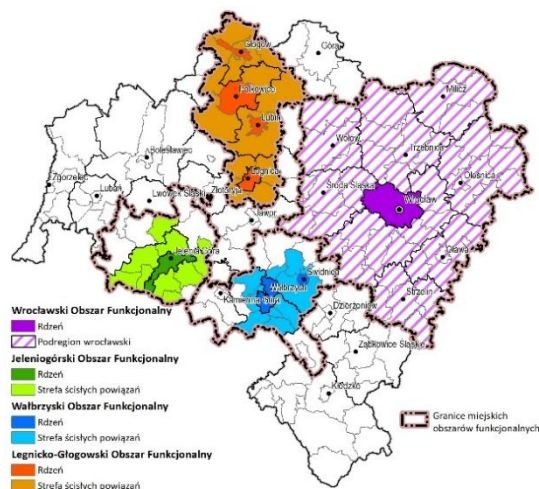 Głogów
Góra
Polkowice
Milicz
Lubin
Wołów
Trzebnica
Bolesławiec
Oleśnica
Zgorzelec
Legnica
Lubań
Złotoryja
Środa Śląska
Lwówek Śląski
Wrocław
Jawor
Oława
Jelenia Góra
Świdnica
Strzelin
Wałbrzych
Kamienna Góra
Dzierżoniów
Ząbkowice Śląskie
Kłodzko
Wrocławski Obszar Funkcjonalny
Rdzeń
Podregion wrocławski
Jeleniogórski Obszar Funkcjonalny
Rdzeń
Strefa ścisłych powiązań
Wałbrzyski Obszar Funkcjonalny
Rdzeń
Strefa ścisłych powiązań
Legnicko-Głogowski Obszar Funkcjonalny
Rdzeń
Strefa ścisłych powiązań
Granice miejskich
obszarów funkcjonalnych